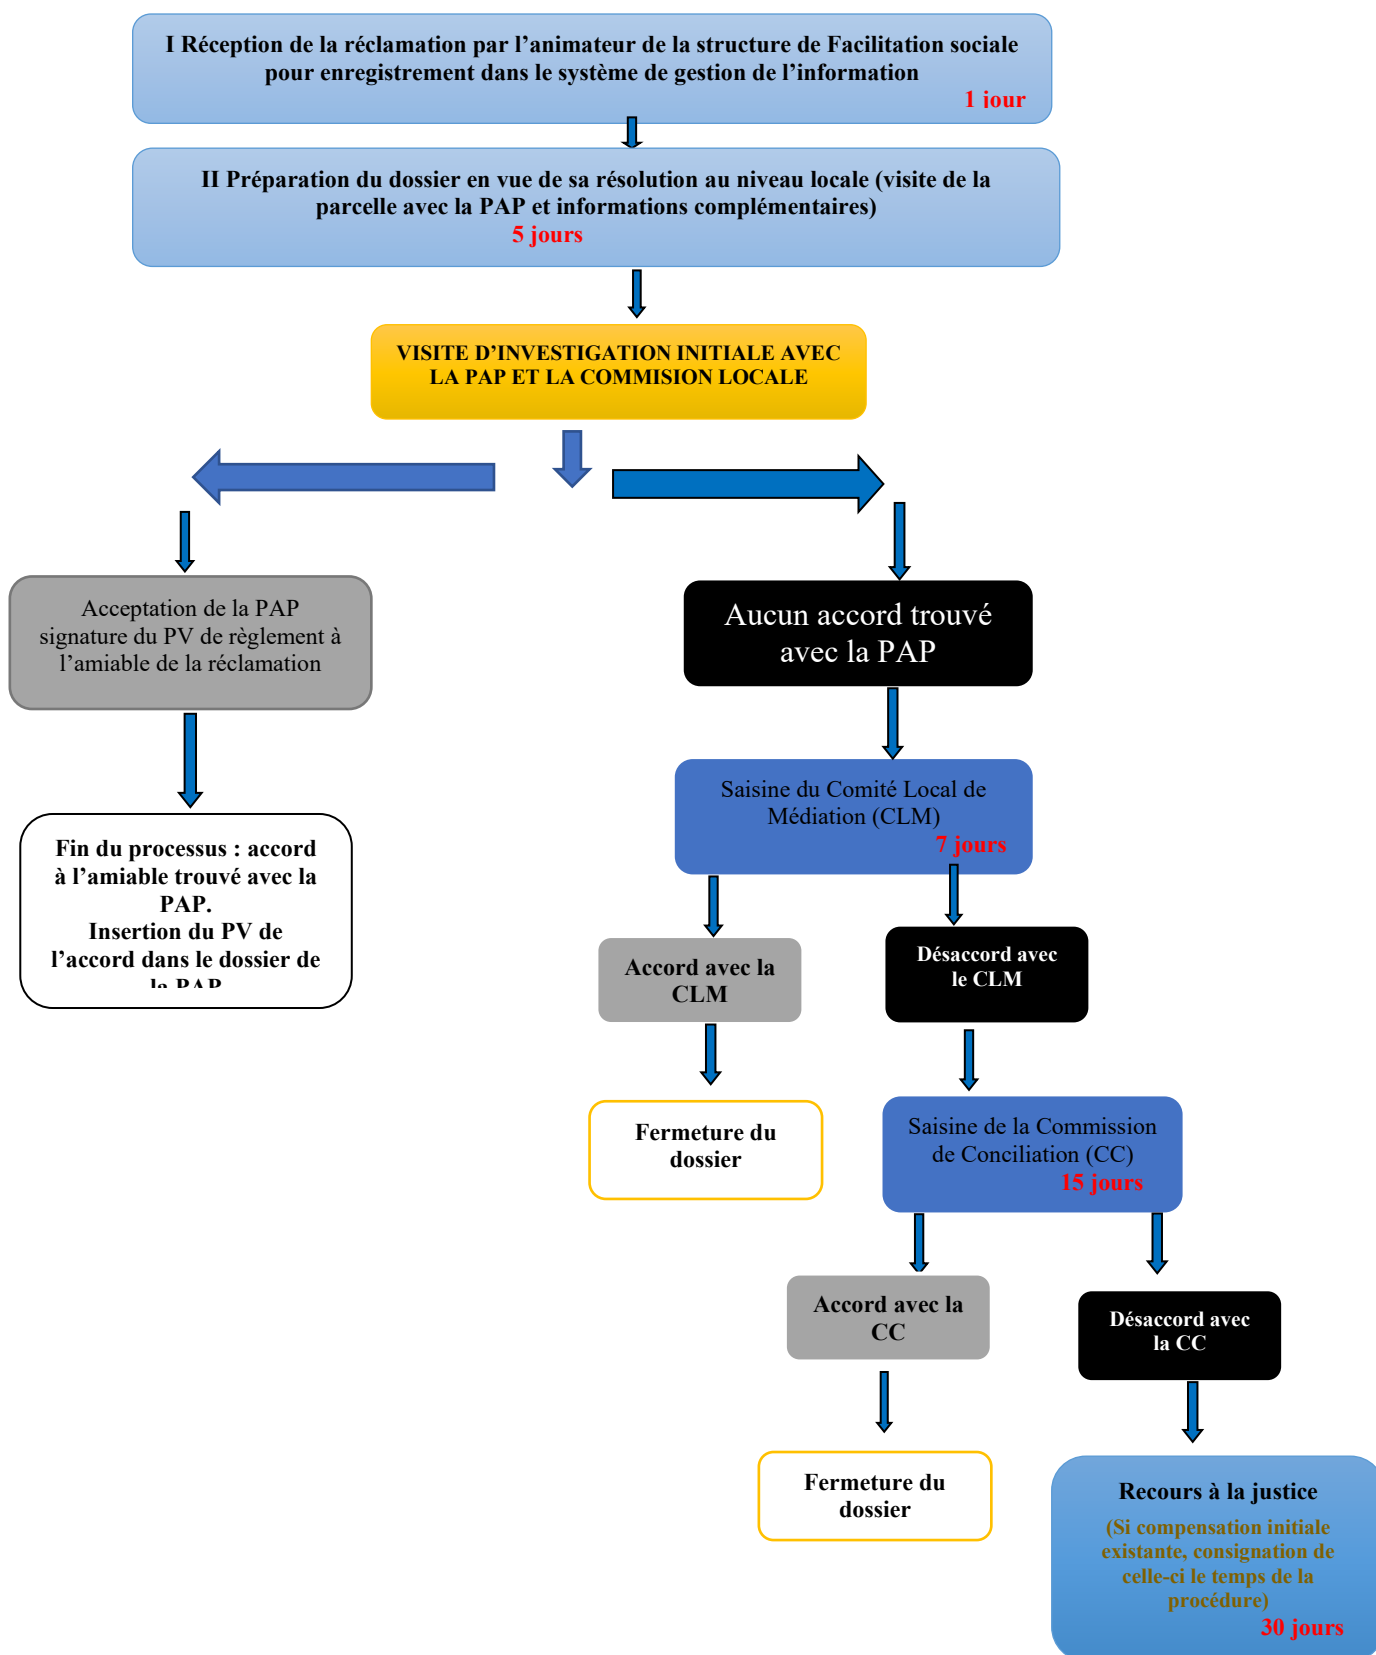 I Réception de la réclamation par l’animateur de la structure de Facilitation sociale
pour enregistrement dans le système de gestion de l’information
1 jour
II Préparation du dossier en vue de sa résolution au niveau locale (visite de la
parcelle avec la PAP et informations complémentaires)
5 jours
VISITE D’INVESTIGATION INITIALE AVEC
LA PAP ET LA COMMISION LOCALE
Acceptation de la PAP
signature du PV de règlement à
l’amiable de la réclamation
Aucun accord trouvé
avec la PAP
Fin du processus : accord
à l’amiable trouvé avec la
PAP.
Insertion du PV de
l’accord dans le dossier de
la PAP
Saisine du Comité Local de
Médiation (CLM)
7 jours
Accord avec la
CLM
Désaccord avec
le CLM
Fermeture du
dossier
Saisine de la Commission
de Conciliation (CC)
15 jours
Accord avec la
CC
Désaccord avec
la CC
Fermeture du
dossier
Recours à la justice
(Si compensation initiale
existante, consignation de
celle-ci le temps de la
procédure)
30 jours